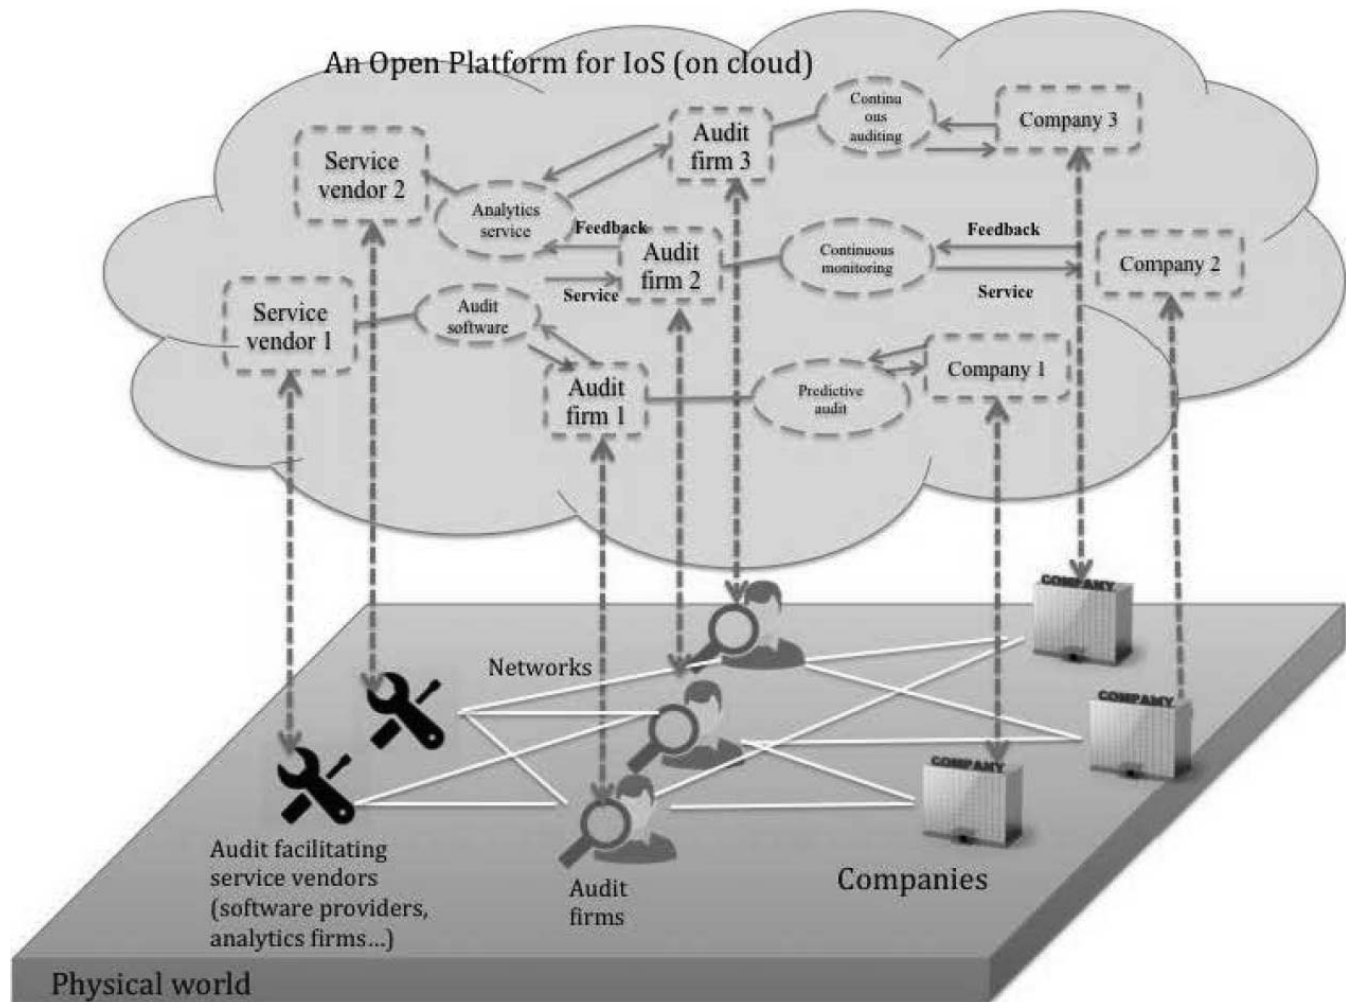 An Open Platform for IoS (on cloud)
Service
vendor 2
Analytics
service
Audit
firm 3
Continu
ous
auditing
Company 3
Feedback
Service
Audit
firm 2
Continuous
monitoring
Feedback
Service
Company 2
Service
vendor 1
Audit
software
Audit
firm 1
Predictive
audit
Company 1
Networks
COMPANY
COMPANY
COMPANY
Audit facilitating
service vendors
(software providers,
analytics firms...)
Audit
firms
Companies
Physical world